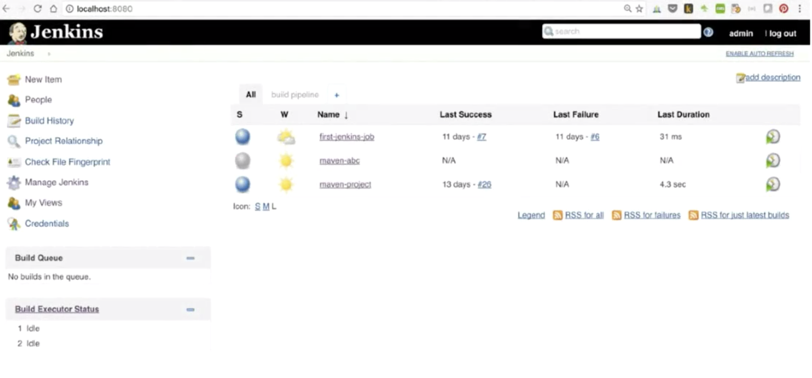 localhost:8080
Jenkins
search
admin
| log out
Jenkins
ENABLE AUTO REFRESH
New Item
People
Build History
Project Relationship
Check File Fingerprint
Manage Jenkins
My Views
Credentials
add description
All build pipeline +
S W Name ↓ Last Success Last Failure Last Duration
first-jenkins-job 11 days - #7 11 days - #6 31 ms
maven-abc N/A N/A N/A
maven-project 13 days - #26 N/A 4.3 sec
Icon: S M L
Legend RSS for all RSS for failures RSS for just latest builds
Build Queue
No builds in the queue.
Build Executor Status
1 Idle
2 Idle